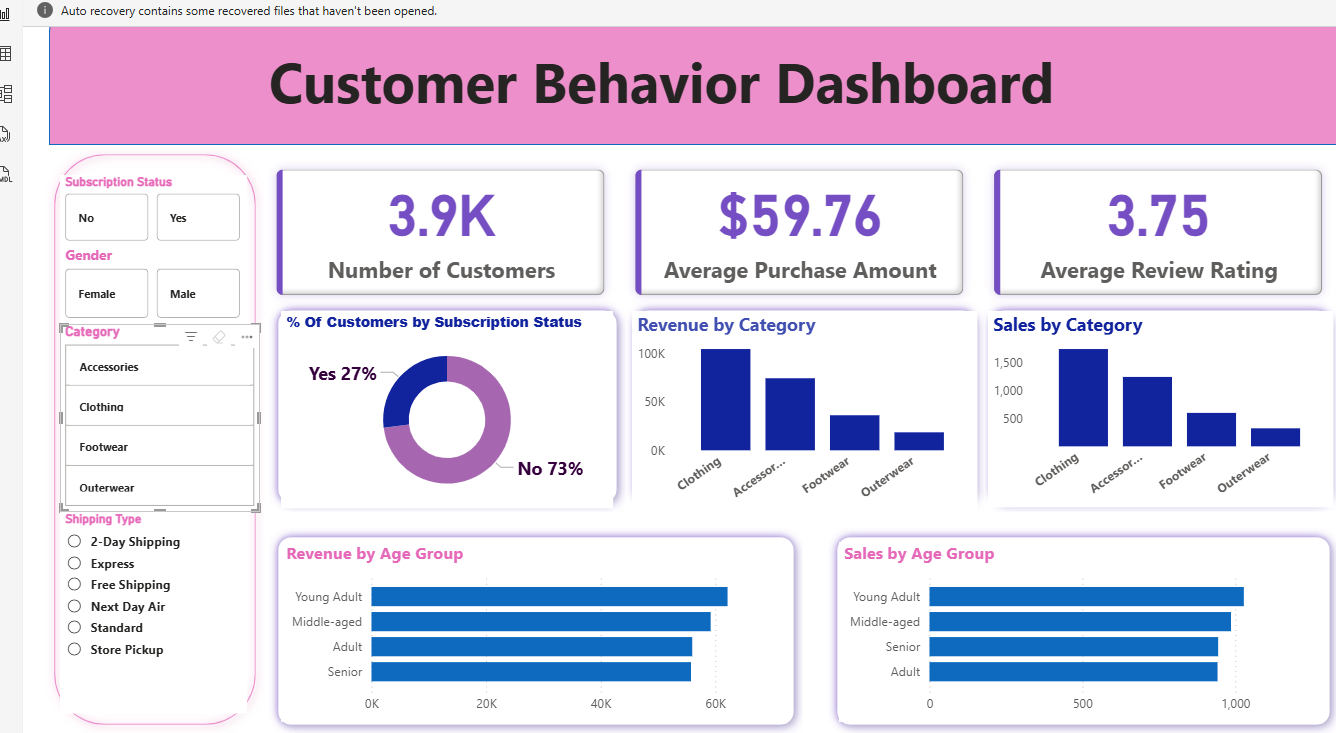 Auto recovery contains some recovered files that haven't been opened.
Customer Behavior Dashboard
Subscription Status
No
Yes
Gender
Female
Male
Category
Accessories
Clothing
Footwear
Outerwear
Shipping Type
2-Day Shipping
Express
Free Shipping
Next Day Air
Standard
Store Pickup
3.9K
Number of Customers
$59.76
Average Purchase Amount
3.75
Average Review Rating
% Of Customers by Subscription Status
Yes 27%
No 73%
Revenue by Category
100K
50K
0K
Clothing
Accessor...
Footwear
Outerwear
Sales by Category
1,500
1,000
500
Clothing
Accessor...
Footwear
Outerwear
Revenue by Age Group
Young Adult
Middle-aged
Adult
Senior
0K
20K
40K
60K
Sales by Age Group
Young Adult
Middle-aged
Senior
Adult
0
500
1,000